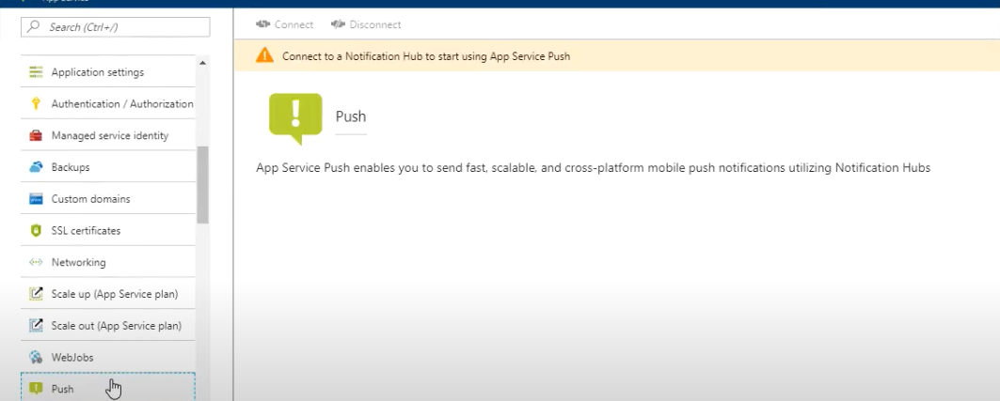 App Service
Search (Ctrl+/)
Connect
Disconnect
Connect to a Notification Hub to start using App Service Push
Application settings
Authentication / Authorization
Managed service identity
Backups
Custom domains
SSL certificates
Networking
Scale up (App Service plan)
Scale out (App Service plan)
WebJobs
Push
Push
App Service Push enables you to send fast, scalable, and cross-platform mobile push notifications utilizing Notification Hubs